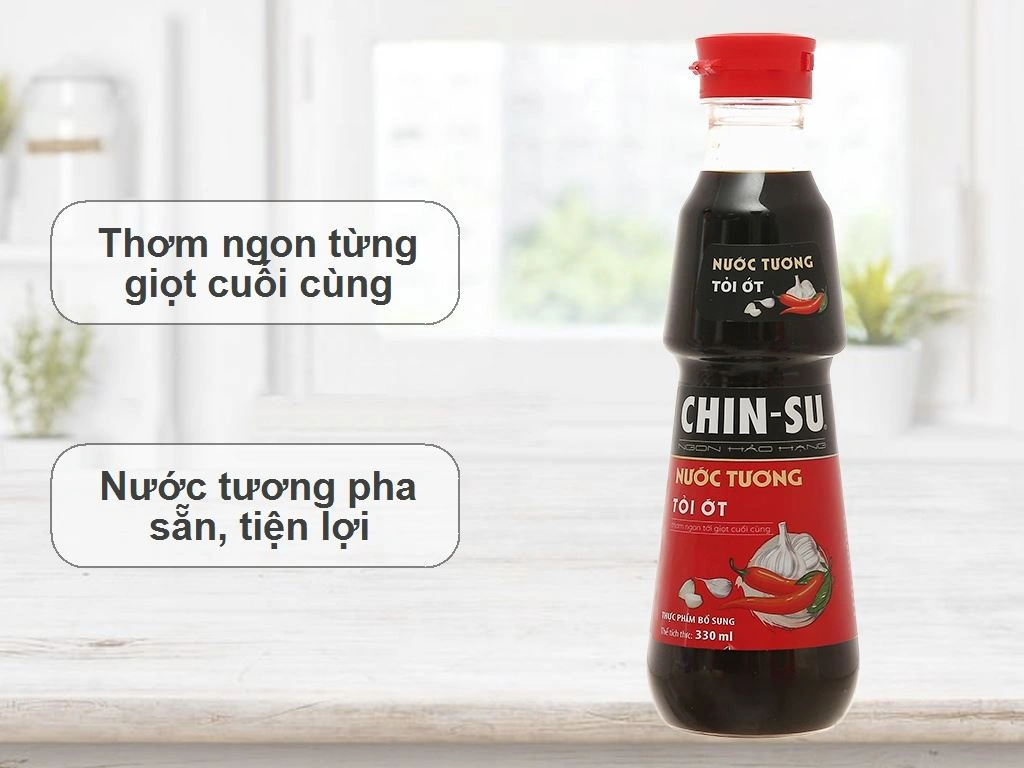 Thơm ngon từng
giọt cuối cùng
Nước tương pha
sẵn, tiện lợi
NƯỚC TƯƠNG
TỎI ỚT
CHIN-SU
NGON HẢO HẠNG
NƯỚC TƯƠNG
TỎI ỚT
thơm ngon tới giọt cuối cùng
THỰC PHẨM BỔ SUNG
Thể tích thực: 330 ml